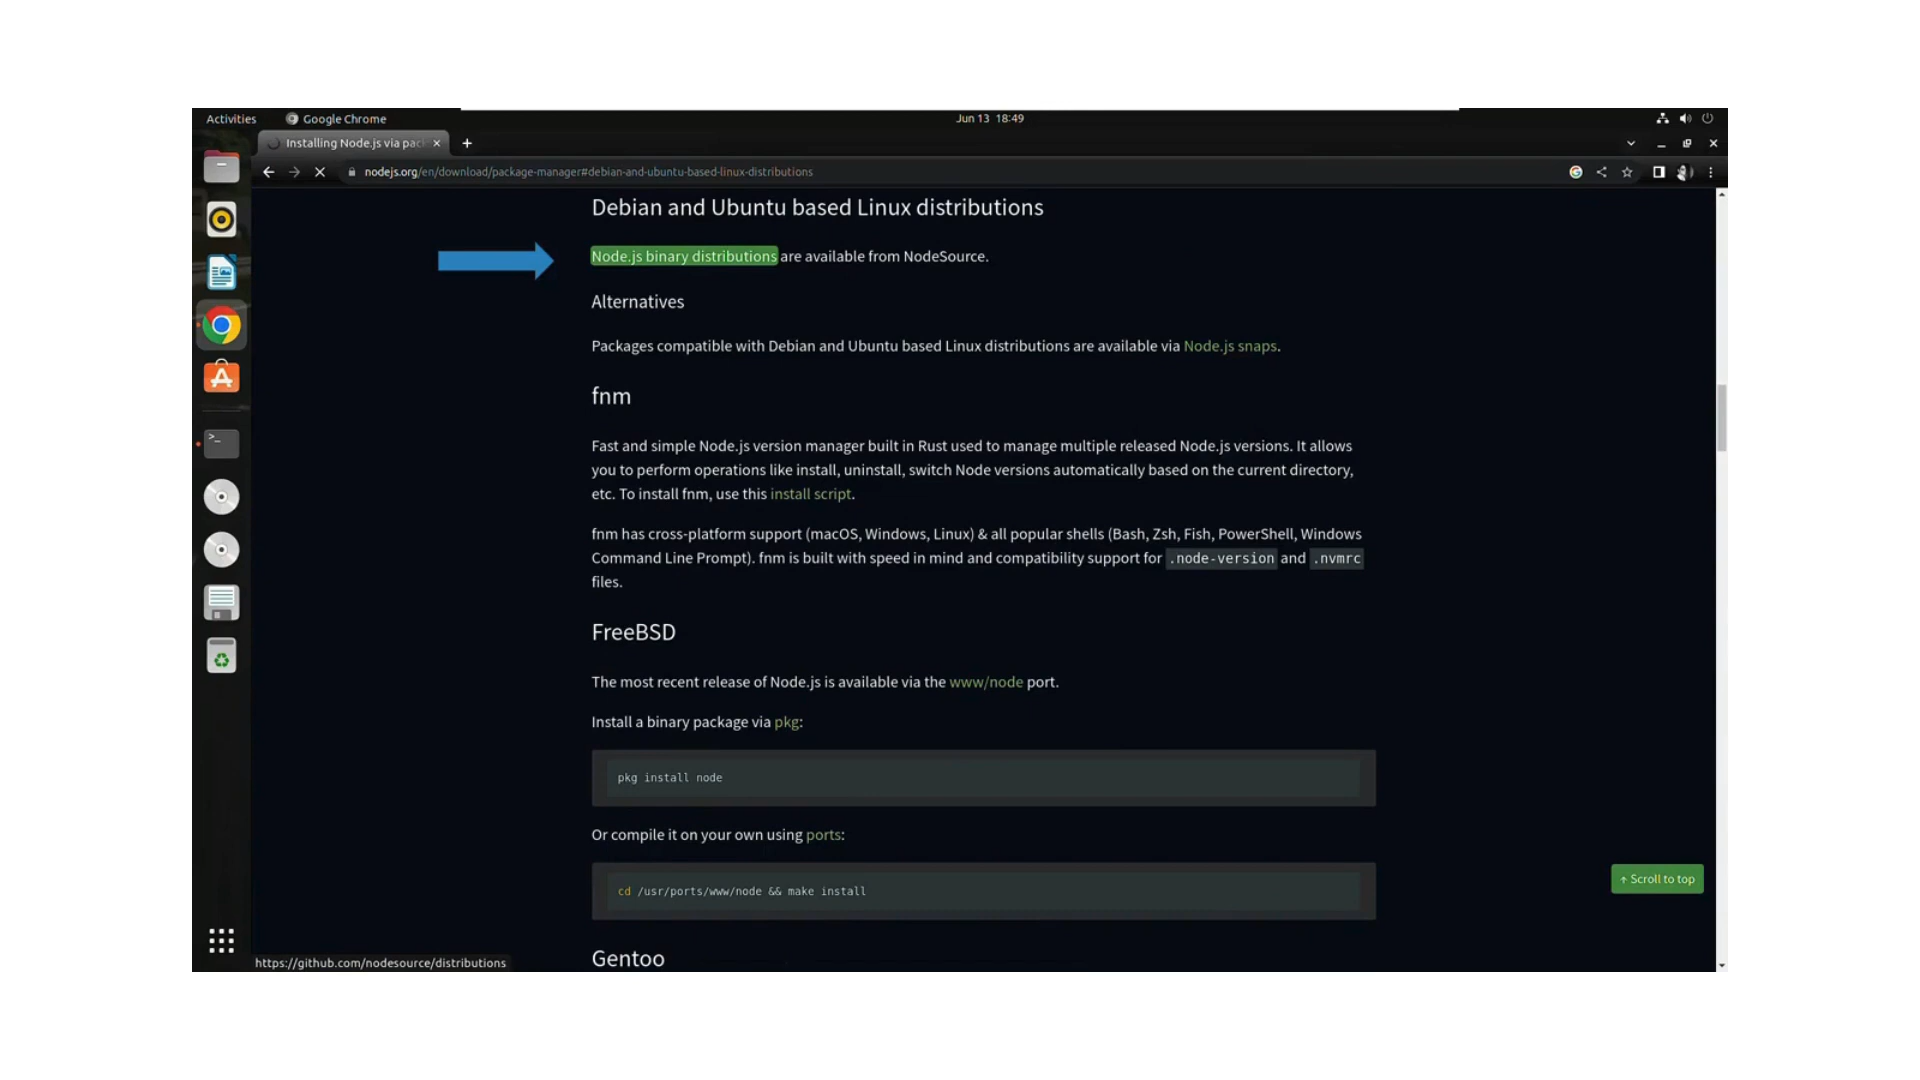 Activities
Google Chrome
Jun 13 18:49
Installing Node.js via pac
nodejs.org/en/download/package-manager#debian-and-ubuntu-based-linux-distributions
Debian and Ubuntu based Linux distributions
Node.js binary distributions are available from NodeSource.
Alternatives
Packages compatible with Debian and Ubuntu based Linux distributions are available via Node.js snaps.
fnm
Fast and simple Node.js version manager built in Rust used to manage multiple released Node.js versions. It allows
you to perform operations like install, uninstall, switch Node versions automatically based on the current directory,
etc. To install fnm, use this install script.
fnm has cross-platform support (macOS, Windows, Linux) & all popular shells (Bash, Zsh, Fish, PowerShell, Windows
Command Line Prompt). fnm is built with speed in mind and compatibility support for .node-version and .nvmrc
files.
FreeBSD
The most recent release of Node.js is available via the www/node port.
Install a binary package via pkg:
pkg install node
Or compile it on your own using ports:
cd /usr/ports/www/node && make install
↑ Scroll to top
Gentoo
https://github.com/nodesource/distributions